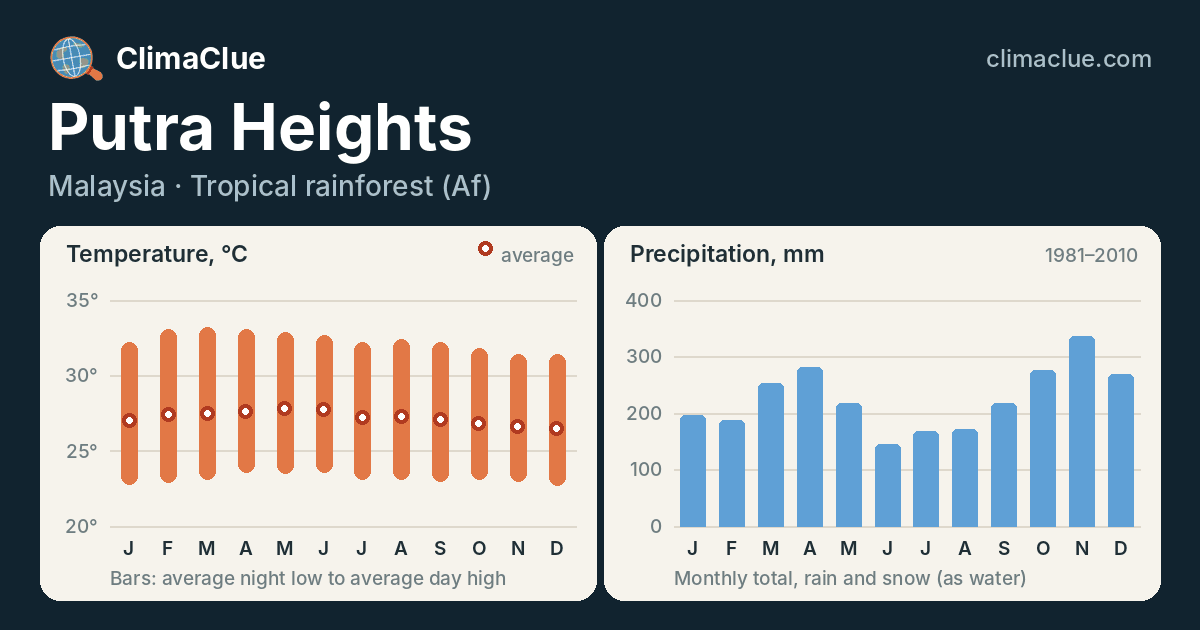 ClimaClue
climaclue.com
Putra Heights
Malaysia · Tropical rainforest (Af)
Temperature, °C
average
35°
30°
25°
20°
J F M A M J J A S O N D
Bars: average night low to average day high
Precipitation, mm
1981–2010
400
300
200
100
0
J F M A M J J A S O N D
Monthly total, rain and snow (as water)